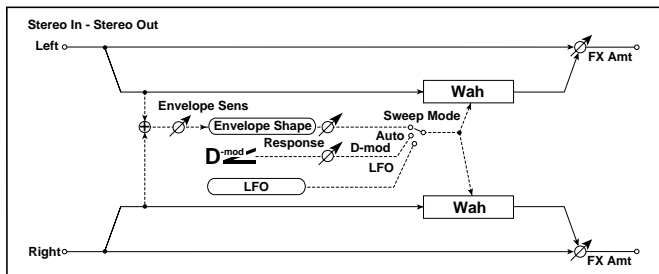 Stereo In - Stereo Out
Left
FX Amt
Wah
Envelope Sens
Sweep Mode
Envelope Shape
Auto
Response
D-mod
D-mod
LFO
LFO
Wah
Right
FX Amt